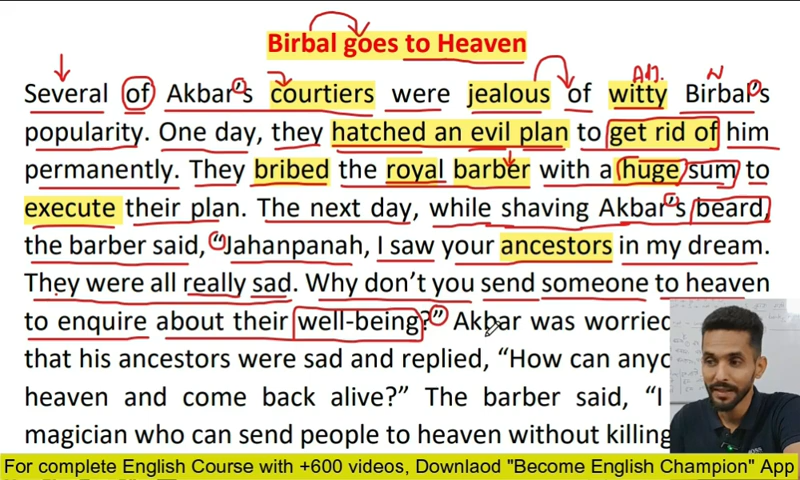 Birbal goes to Heaven
Adj. N
Several of Akbar's courtiers were jealous of witty Birbal's
popularity. One day, they hatched an evil plan to get rid of him
permanently. They bribed the royal barber with a huge sum to
execute their plan. The next day, while shaving Akbar's beard,
the barber said, "Jahanpanah, I saw your ancestors in my dream.
They were all really sad. Why don't you send someone to heaven
to enquire about their well-being?" Akbar was worried
that his ancestors were sad and replied, "How can
heaven and come back alive?" The barber said, "I
magician who can send people to heaven without killing
For complete English Course with +600 videos, Downlaod "Become English Champion" App